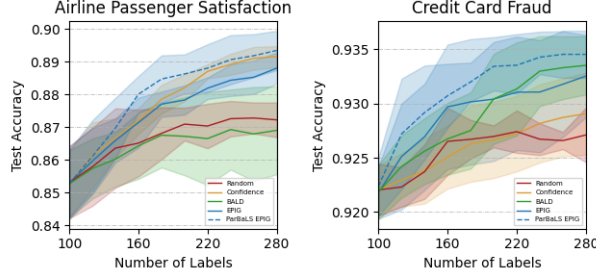 Airline Passenger Satisfaction
0.90
0.89
0.88
0.87
0.86
0.85
0.84
Test Accuracy
100
160
220
280
Number of Labels
Random
Confidence
BALD
EPIG
ParBaLS EPIG
Credit Card Fraud
0.935
0.930
0.925
0.920
Test Accuracy
100
160
220
280
Number of Labels
Random
Confidence
BALD
EPIG
ParBaLS EPIG